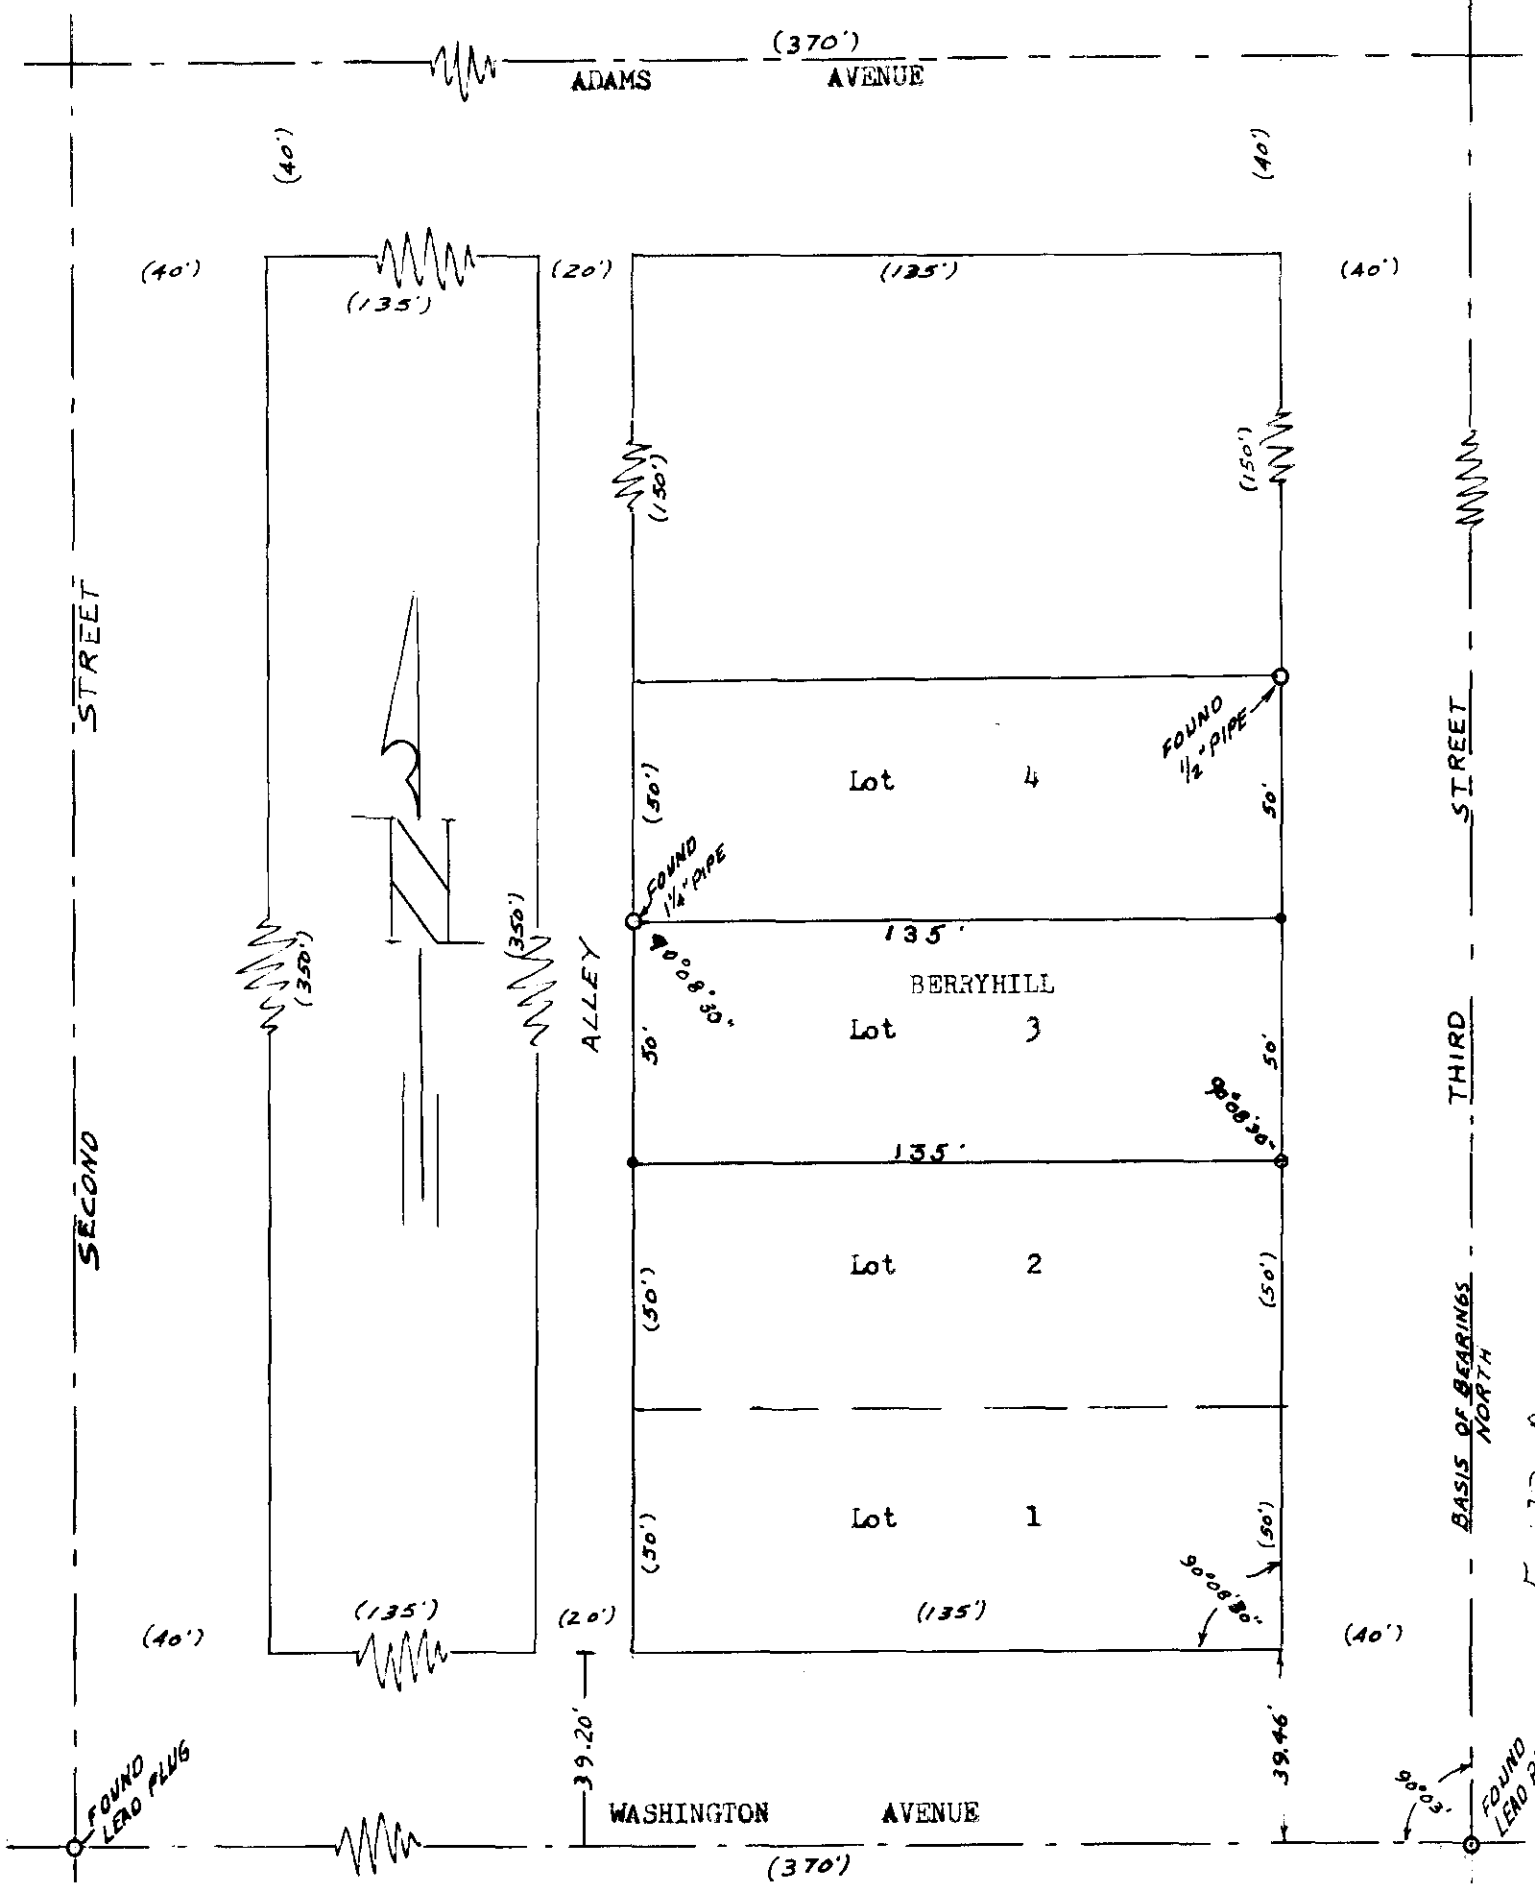 (370')
ADAMS AVENUE
(40')
(40')
(40')
(20')
(135')
(40')
(135')
(150')
(150')
STREET
FOUND
1/2" PIPE
Lot 4
(50')
50'
STREET
FOUND
1 1/4" PIPE
N
135'
(350')
(350')
ALLEY
90°08'30"
BERRYHILL
Lot 3
50'
50'
THIRD
90°08'30"
135'
SECOND
Lot 2
(50')
(50')
BASIS OF BEARINGS
NORTH
Lot 1
(50')
(50')
90°08'30"
(135')
(20')
(135')
(40')
(40')
39.20'
39.46'
FOUND
LEAD PLUG
90°03'
FOUND
LEAD
WASHINGTON AVENUE
(370')